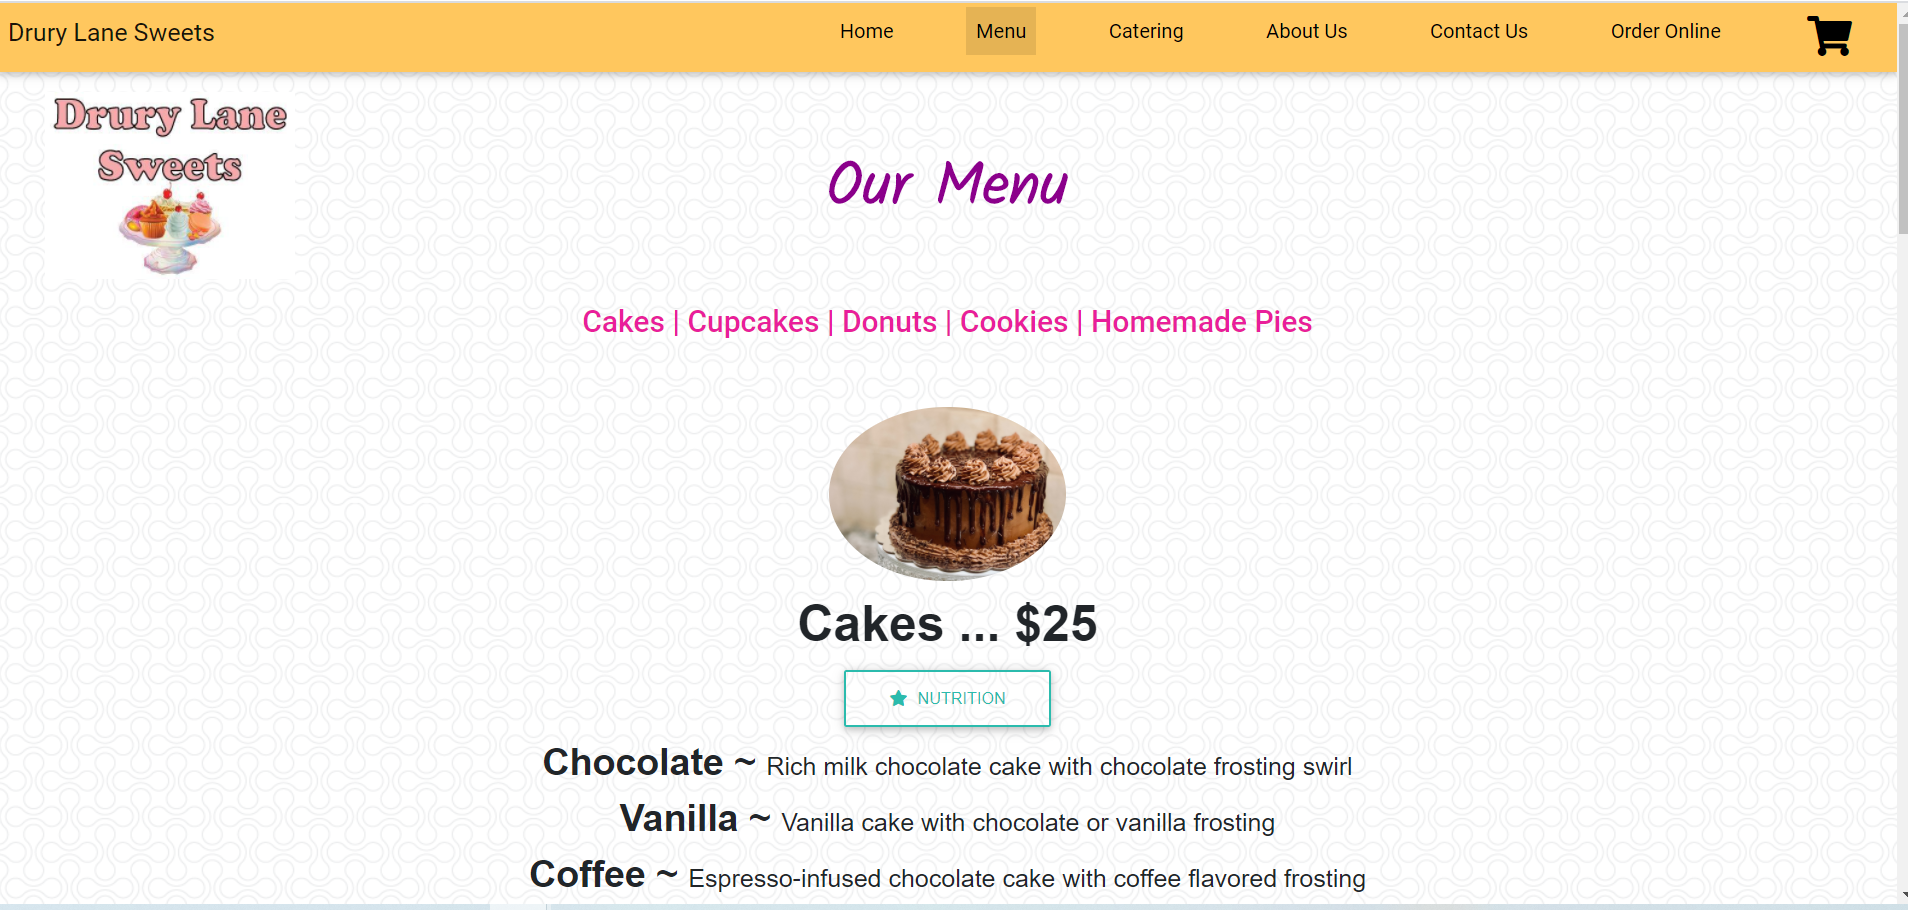 Drury Lane Sweets Home Menu Catering About Us Contact Us Order Online
Drury Lane
Sweets
Our Menu
Cakes | Cupcakes | Donuts | Cookies | Homemade Pies
Cakes ... $25
NUTRITION
Chocolate ~ Rich milk chocolate cake with chocolate frosting swirl
Vanilla ~ Vanilla cake with chocolate or vanilla frosting
Coffee ~ Espresso-infused chocolate cake with coffee flavored frosting